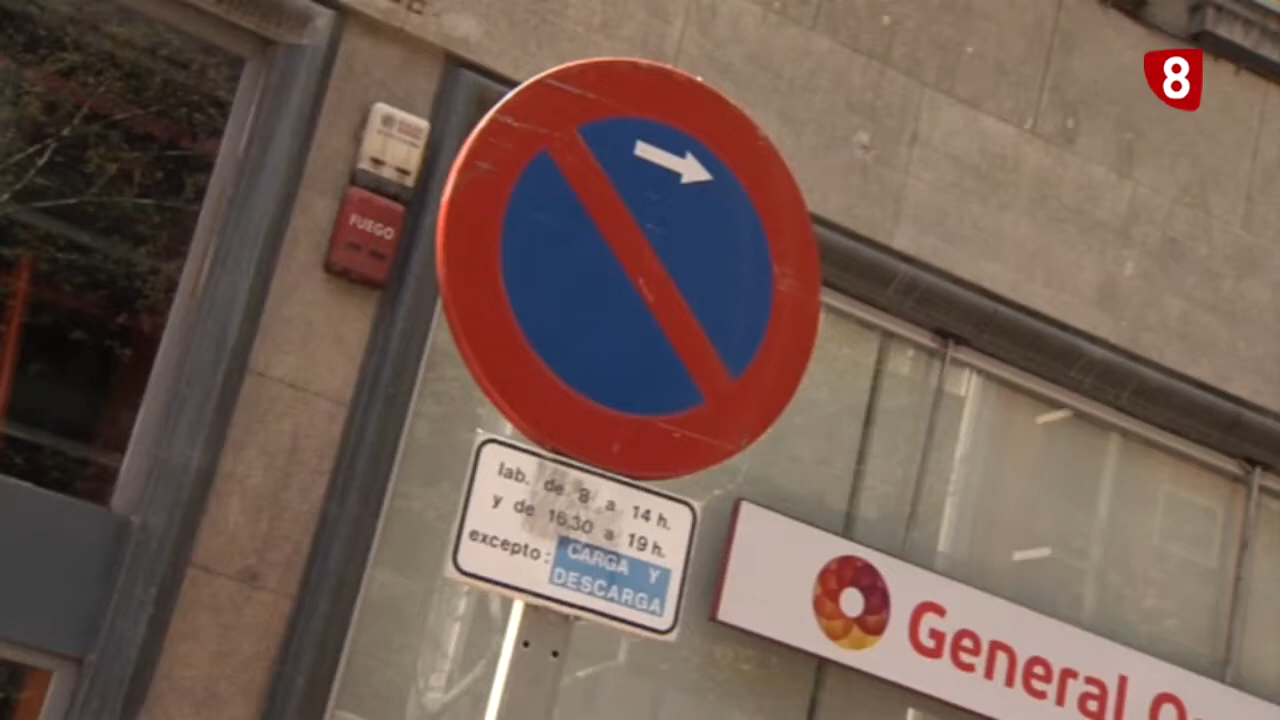 8
FUEGO
lab. de 8 a 14 h.
y de 16,30 a 19 h.
excepto: CARGA Y
DESCARGA
General